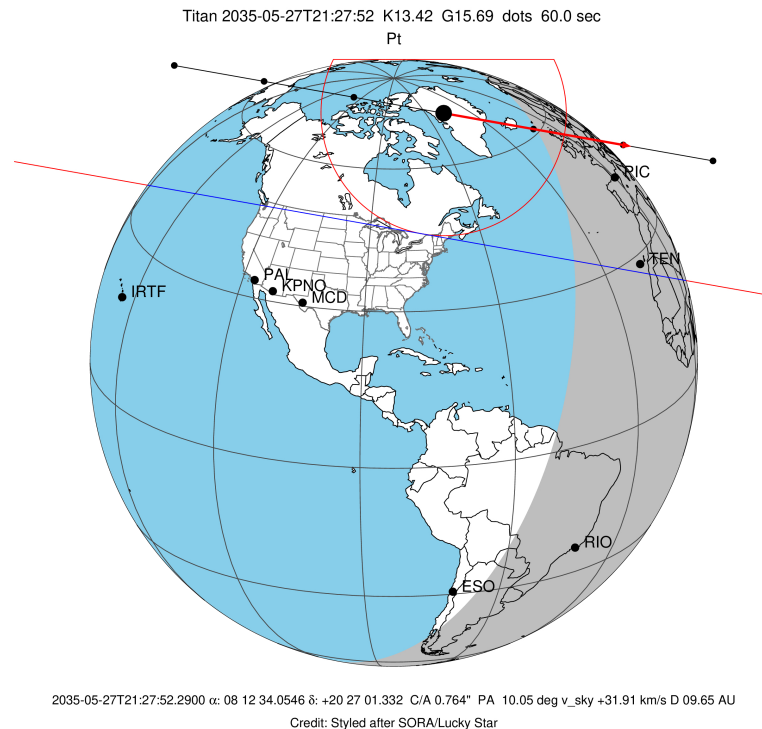 Titan 2035-05-27T21:27:52 K13.42 G15.69 dots 60.0 sec
Pt
PIC
TEN
PAL
KPNO
IRTF
MCD
RIO
ESO
2035-05-27T21:27:52.2900 α: 08 12 34.0546 δ: +20 27 01.332 C/A 0.764" PA 10.05 deg v_sky +31.91 km/s D 09.65 AU
Credit: Styled after SORA/Lucky Star